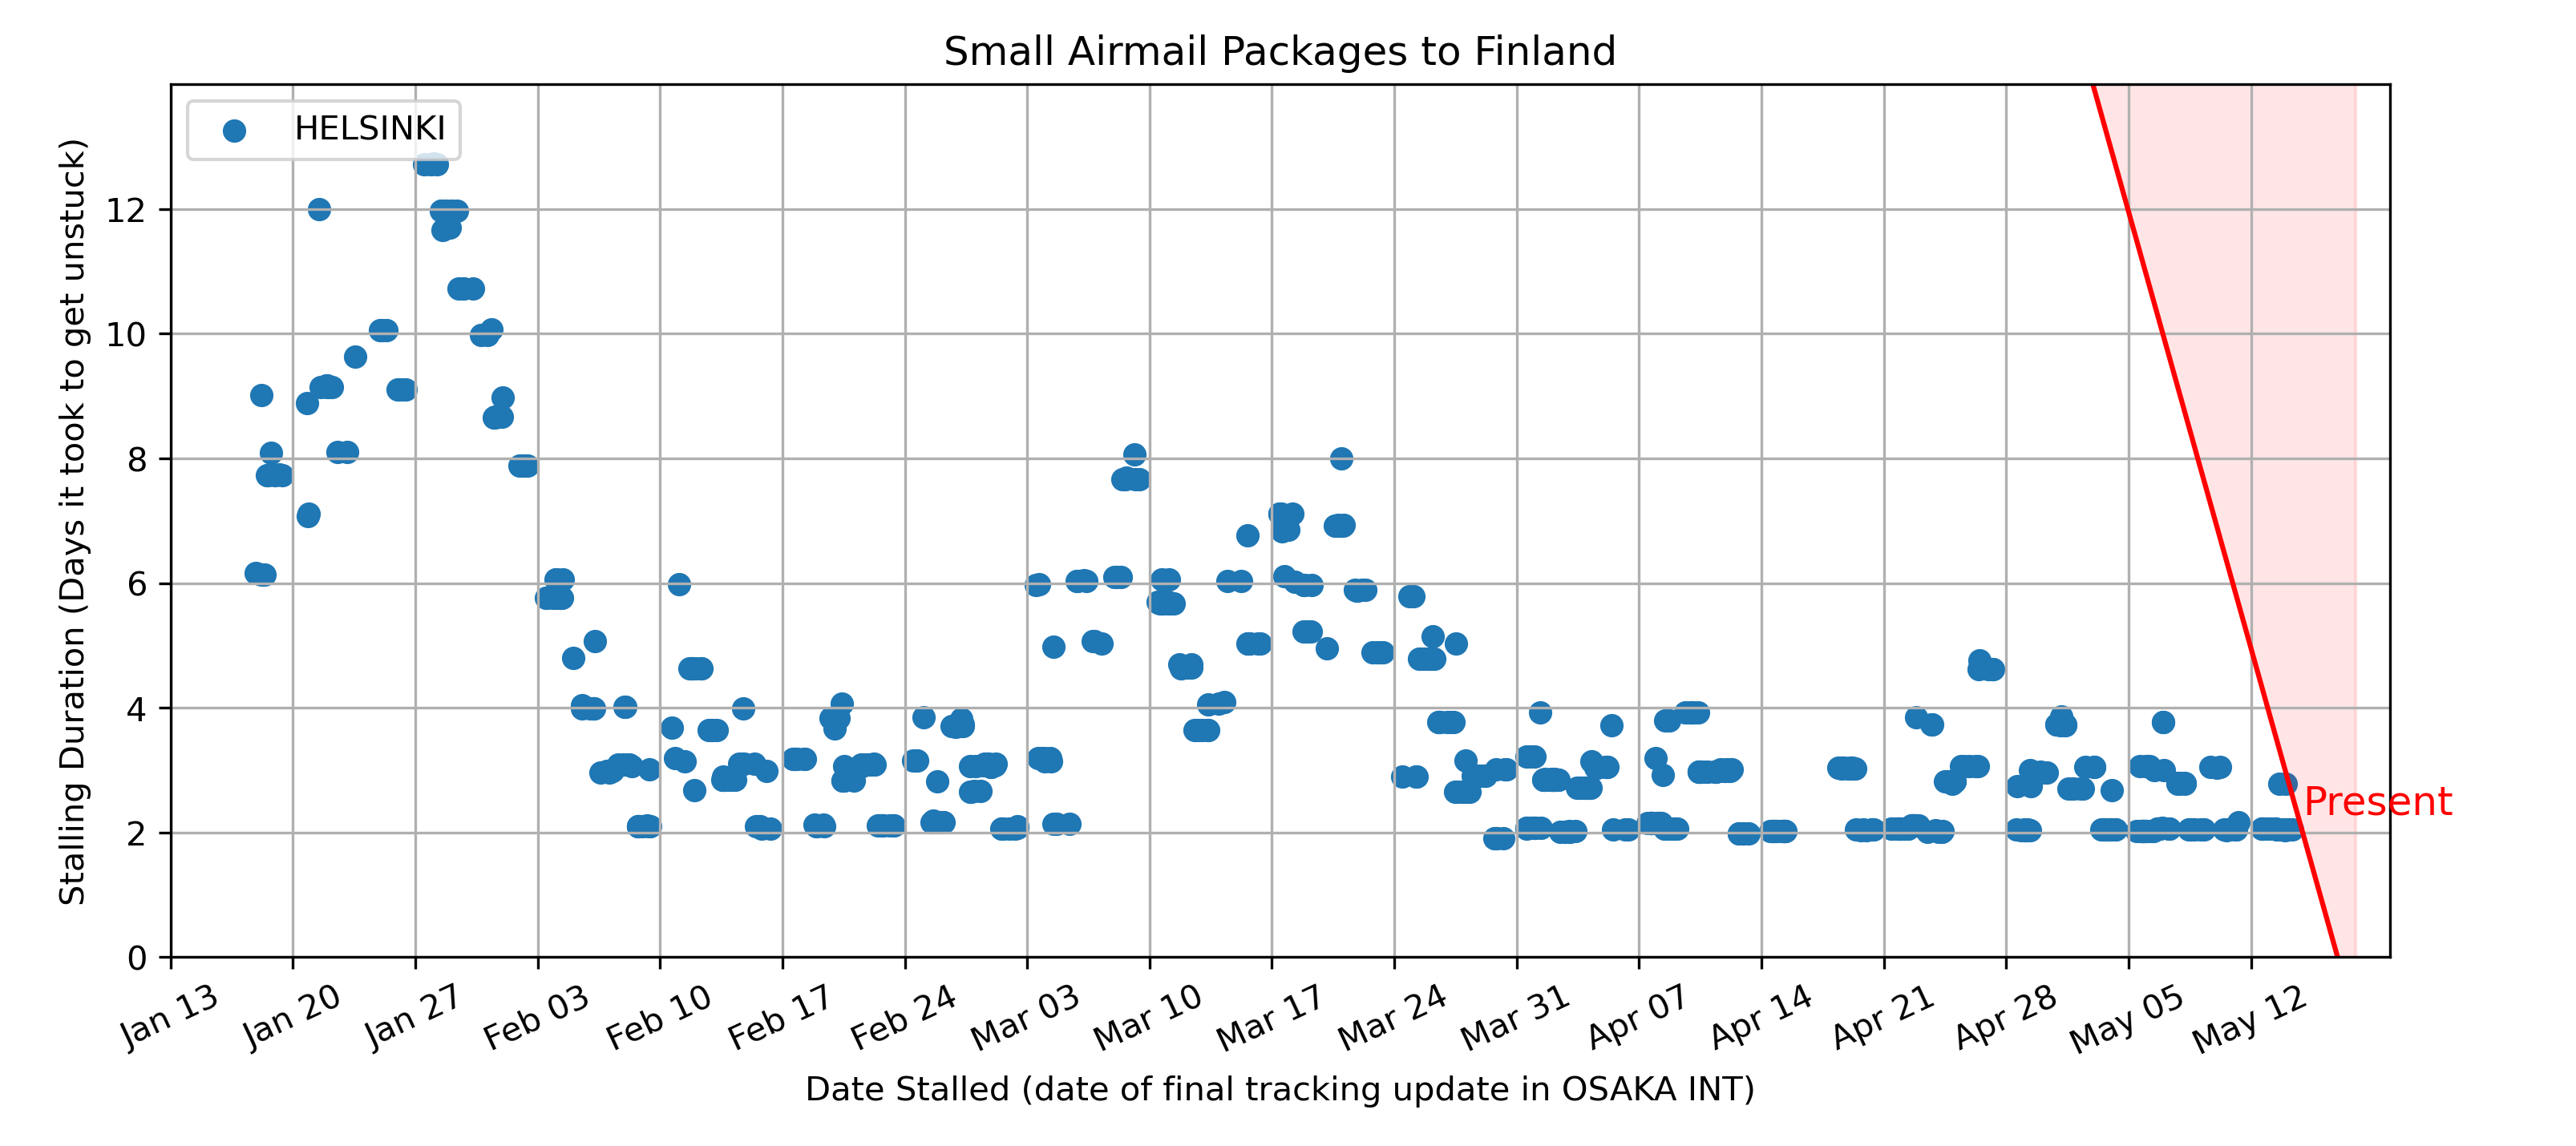 Small Airmail Packages to Finland
HELSINKI
Stalling Duration (Days it took to get unstuck)
12
10
8
6
4
2
0
Present
Jan 13
Jan 20
Jan 27
Feb 03
Feb 10
Feb 17
Feb 24
Mar 03
Mar 10
Mar 17
Mar 24
Mar 31
Apr 07
Apr 14
Apr 21
Apr 28
May 05
May 12
Date Stalled (date of final tracking update in OSAKA INT)